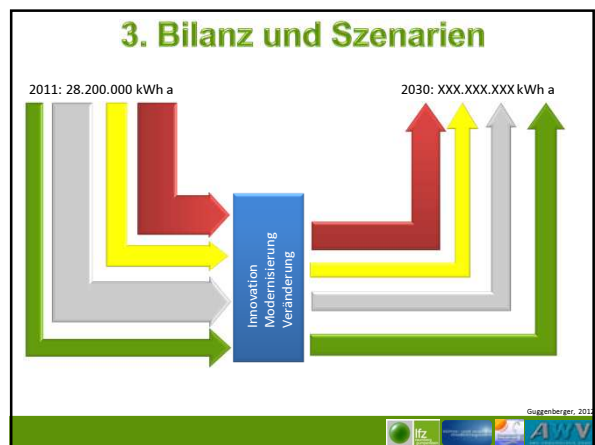 3. Bilanz und Szenarien
2011: 28.200.000 kWh a
2030: XXX.XXX.XXX kWh a
Innovation
Modernisierung
Veränderung
Guggenberger, 2012
lfz
AWV